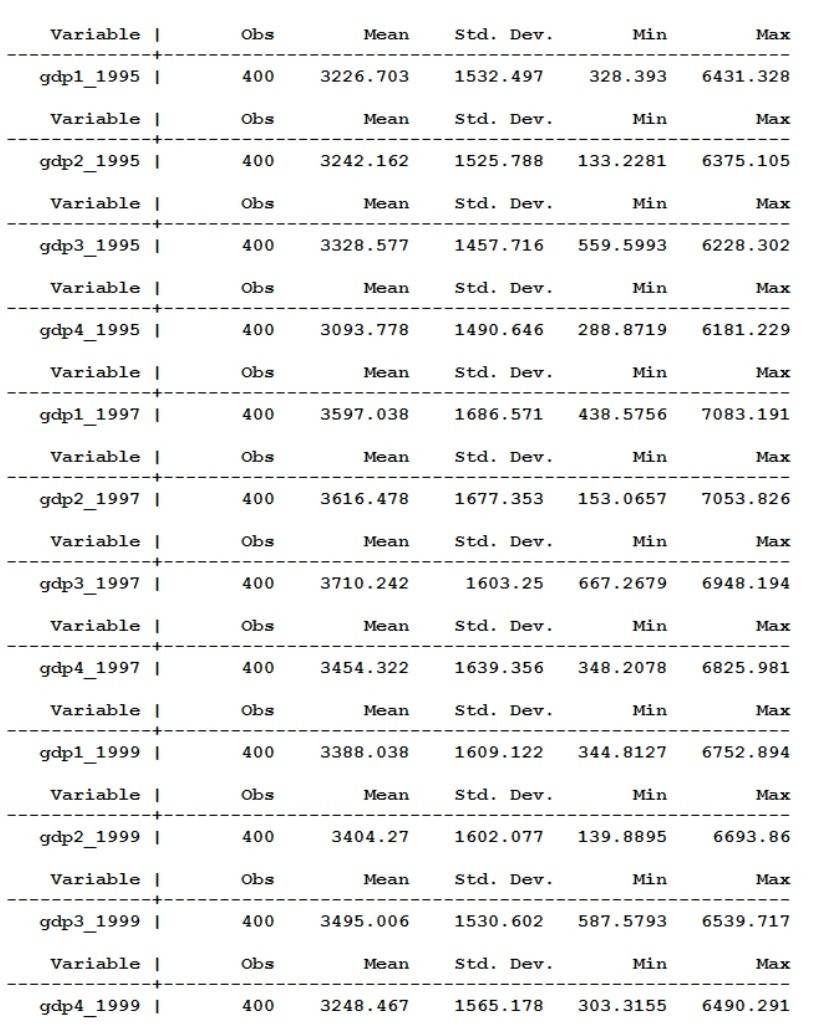 Variable | Obs Mean Std. Dev. Min Max
-------------+--------------------------------------------------------
gdp1_1995 | 400 3226.703 1532.497 328.393 6431.328
Variable | Obs Mean Std. Dev. Min Max
-------------+--------------------------------------------------------
gdp2_1995 | 400 3242.162 1525.788 133.2281 6375.105
Variable | Obs Mean Std. Dev. Min Max
-------------+--------------------------------------------------------
gdp3_1995 | 400 3328.577 1457.716 559.5993 6228.302
Variable | Obs Mean Std. Dev. Min Max
-------------+--------------------------------------------------------
gdp4_1995 | 400 3093.778 1490.646 288.8719 6181.229
Variable | Obs Mean Std. Dev. Min Max
-------------+--------------------------------------------------------
gdp1_1997 | 400 3597.038 1686.571 438.5756 7083.191
Variable | Obs Mean Std. Dev. Min Max
-------------+--------------------------------------------------------
gdp2_1997 | 400 3616.478 1677.353 153.0657 7053.826
Variable | Obs Mean Std. Dev. Min Max
-------------+--------------------------------------------------------
gdp3_1997 | 400 3710.242 1603.25 667.2679 6948.194
Variable | Obs Mean Std. Dev. Min Max
-------------+--------------------------------------------------------
gdp4_1997 | 400 3454.322 1639.356 348.2078 6825.981
Variable | Obs Mean Std. Dev. Min Max
-------------+--------------------------------------------------------
gdp1_1999 | 400 3388.038 1609.122 344.8127 6752.894
Variable | Obs Mean Std. Dev. Min Max
-------------+--------------------------------------------------------
gdp2_1999 | 400 3404.27 1602.077 139.8895 6693.86
Variable | Obs Mean Std. Dev. Min Max
-------------+--------------------------------------------------------
gdp3_1999 | 400 3495.006 1530.602 587.5793 6539.717
Variable | Obs Mean Std. Dev. Min Max
-------------+--------------------------------------------------------
gdp4_1999 | 400 3248.467 1565.178 303.3155 6490.291